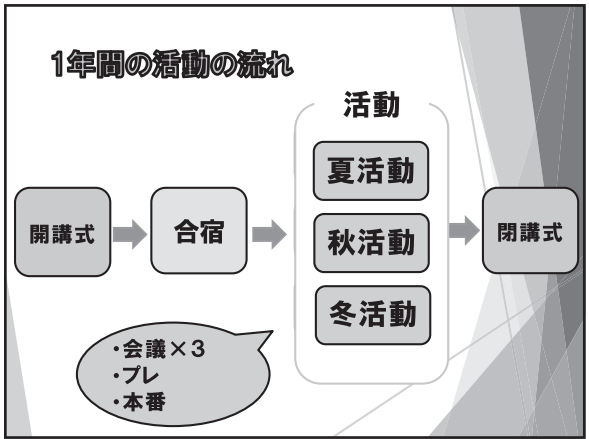 1年間の活動の流れ
開講式
合宿
活動
夏活動
秋活動
冬活動
閉講式
・会議×3
・プレ
・本番